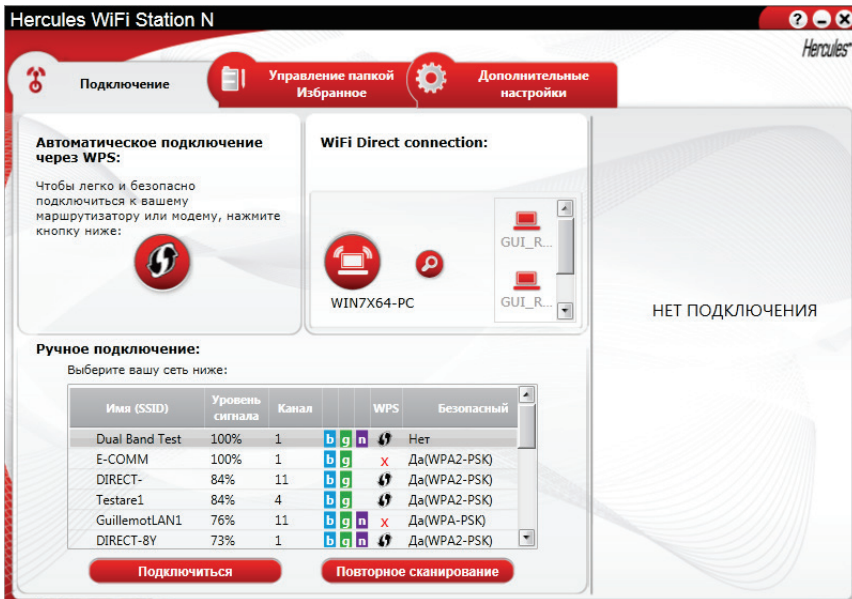 Hercules WiFi Station N
Hercules
Подключение
Управление папкой
Избранное
Дополнительные
настройки
Автоматическое подключение
через WPS:
Чтобы легко и безопасно
подключиться к вашему
маршрутизатору или модему, нажмите
кнопку ниже:
WiFi Direct connection:
WIN7X64-PC
GUI_R...
GUI_R...
НЕТ ПОДКЛЮЧЕНИЯ
Ручное подключение:
Выберите вашу сеть ниже:
Имя (SSID) Уровень сигнала Канал WPS Безопасный
Dual Band Test 100% 1 b g n Нет
E-COMM 100% 1 b g x Да(WPA2-PSK)
DIRECT- 84% 11 b g Да(WPA2-PSK)
Testare1 84% 4 b g Да(WPA2-PSK)
GuillemotLAN1 76% 11 b g n x Да(WPA-PSK)
DIRECT-8Y 73% 1 b g n Да(WPA2-PSK)
Подключиться
Повторное сканирование